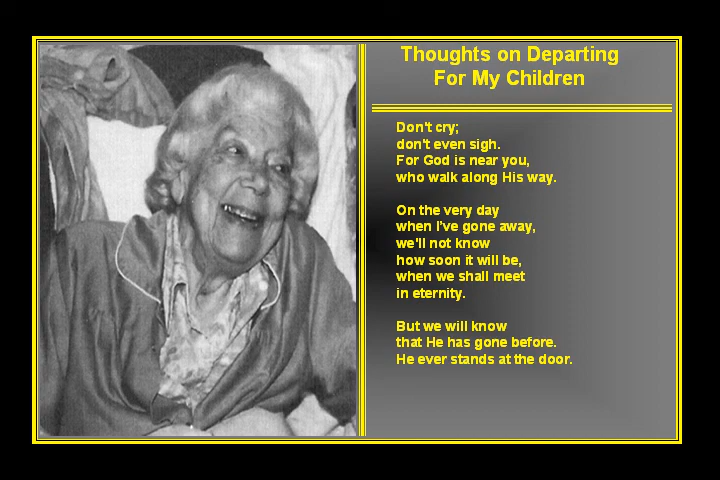 Thoughts on Departing
For My Children
Don't cry;
don't even sigh.
For God is near you,
who walk along His way.
On the very day
when I've gone away,
we'll not know
how soon it will be,
when we shall meet
in eternity.
But we will know
that He has gone before.
He ever stands at the door.